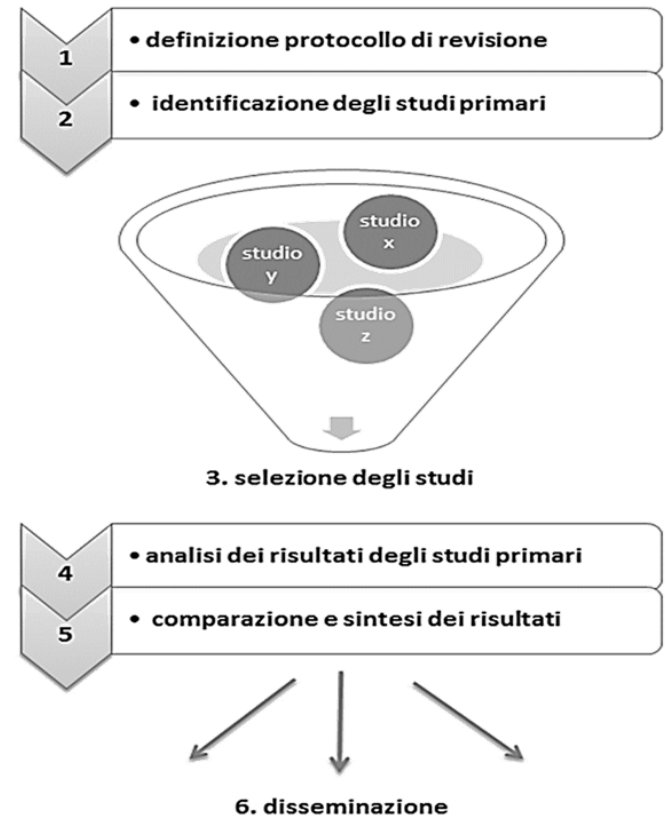 1
• definizione protocollo di revisione
2
• identificazione degli studi primari
studio
x
studio
y
studio
z
3. selezione degli studi
4
• analisi dei risultati degli studi primari
5
• comparazione e sintesi dei risultati
6. disseminazione